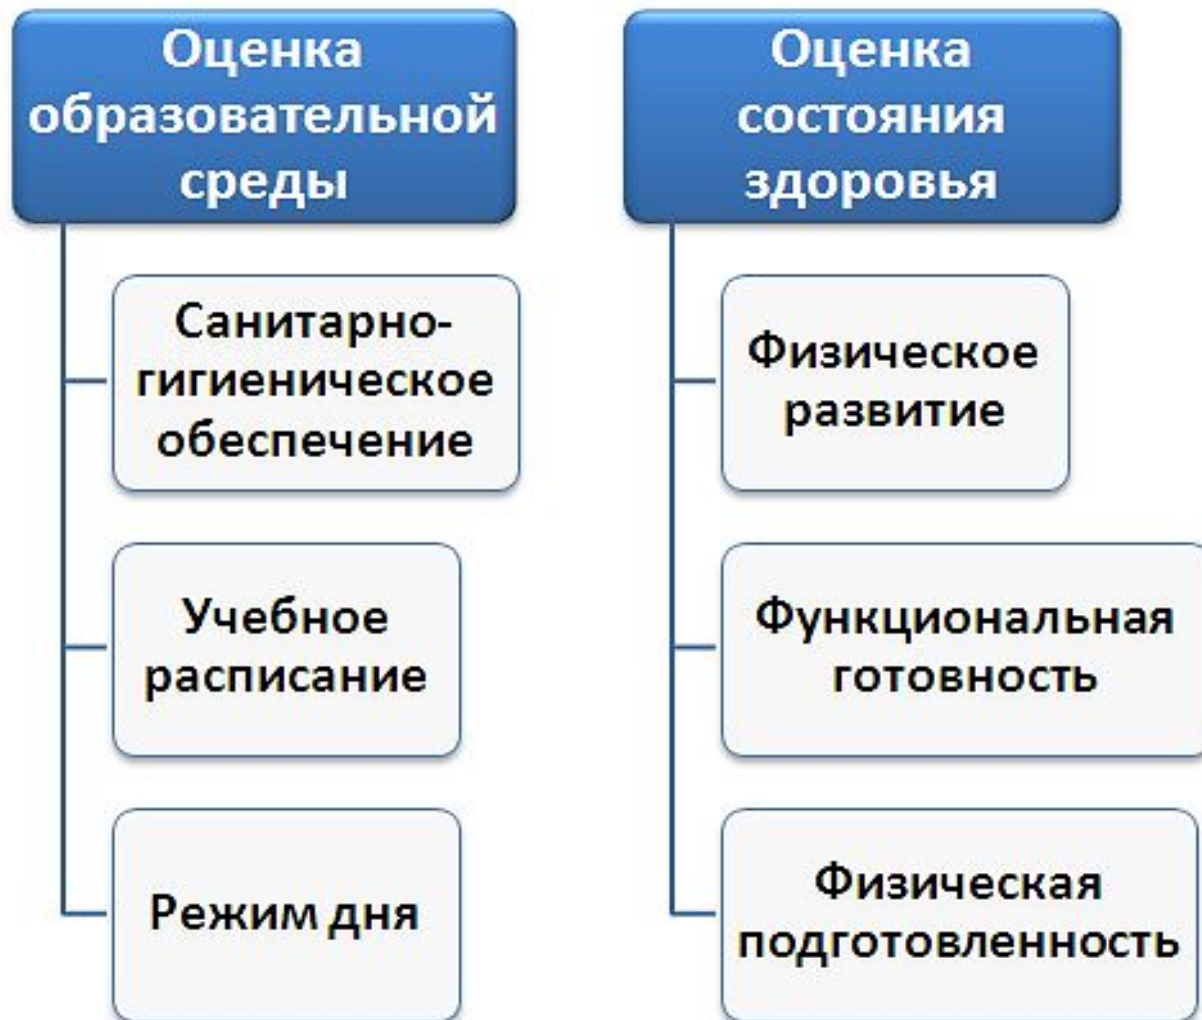 Оценка
образовательной
среды
Санитарно-
гигиеническое
обеспечение
Учебное
расписание
Режим дня
Оценка
состояния
здоровья
Физическое
развитие
Функциональная
готовность
Физическая
подготовленность